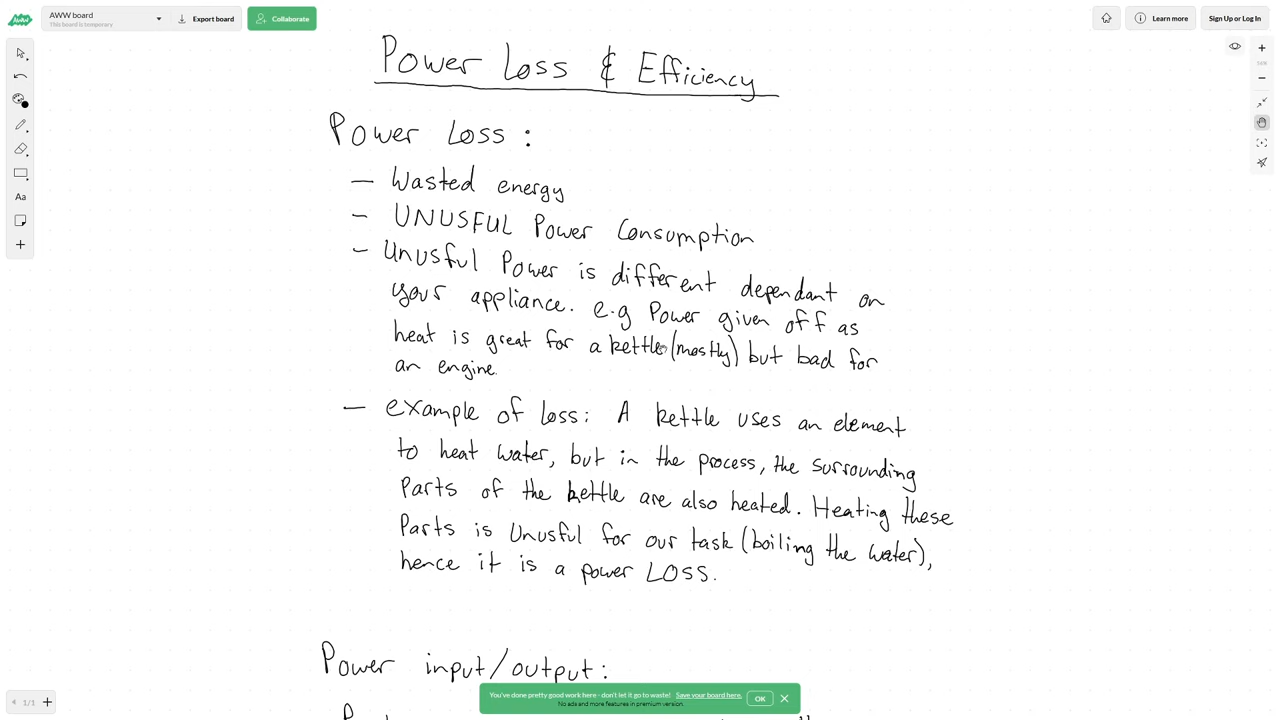 AWW board
This board is temporary
Export board
Collaborate
Learn more
Sign Up or Log In
Power Loss & Efficiency
Power Loss :
- Wasted energy
- UNUSFUL Power Consumption
- Unusful Power is different dependant on
your appliance. e.g Power given off as
heat is great for a kettle (mostly) but bad for
an engine.
- example of loss: A kettle uses an element
to heat water, but in the process, the surrounding
Parts of the kettle are also heated. Heating these
Parts is Unusful for our task (boiling the water),
hence it is a power LOSS.
Power input/output:
Aa
1/1
You've done pretty good work here - don't let it go to waste! Save your board here.
No ads and more features in premium version.
OK